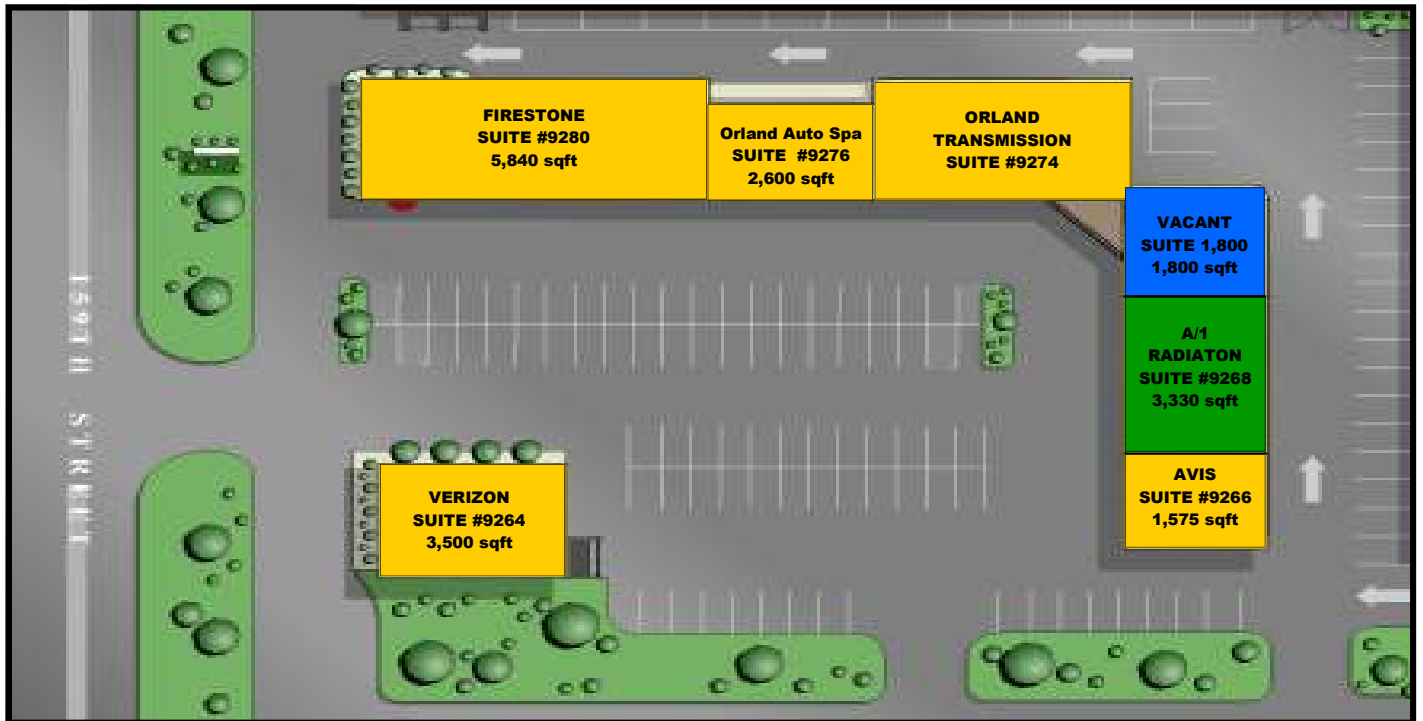 FIRESTONE
SUITE #9280
5,840 sqft
Orland Auto Spa
SUITE #9276
2,600 sqft
ORLAND
TRANSMISSION
SUITE #9274
VACANT
SUITE 1,800
1,800 sqft
A/1
RADIATON
SUITE #9268
3,330 sqft
AVIS
SUITE #9266
1,575 sqft
VERIZON
SUITE #9264
3,500 sqft
159TH STREET